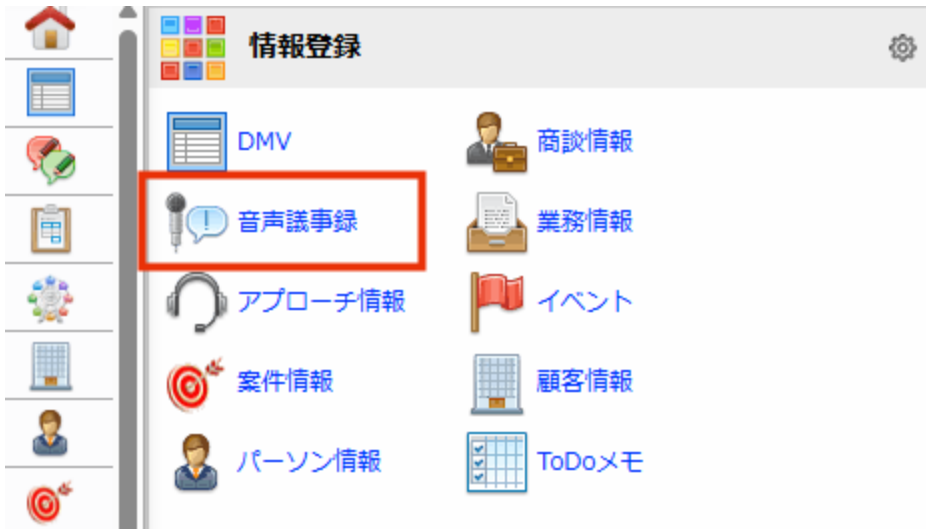 情報登録
DMV
商談情報
音声議事録
業務情報
アプローチ情報
イベント
案件情報
顧客情報
パーソン情報
ToDoメモ